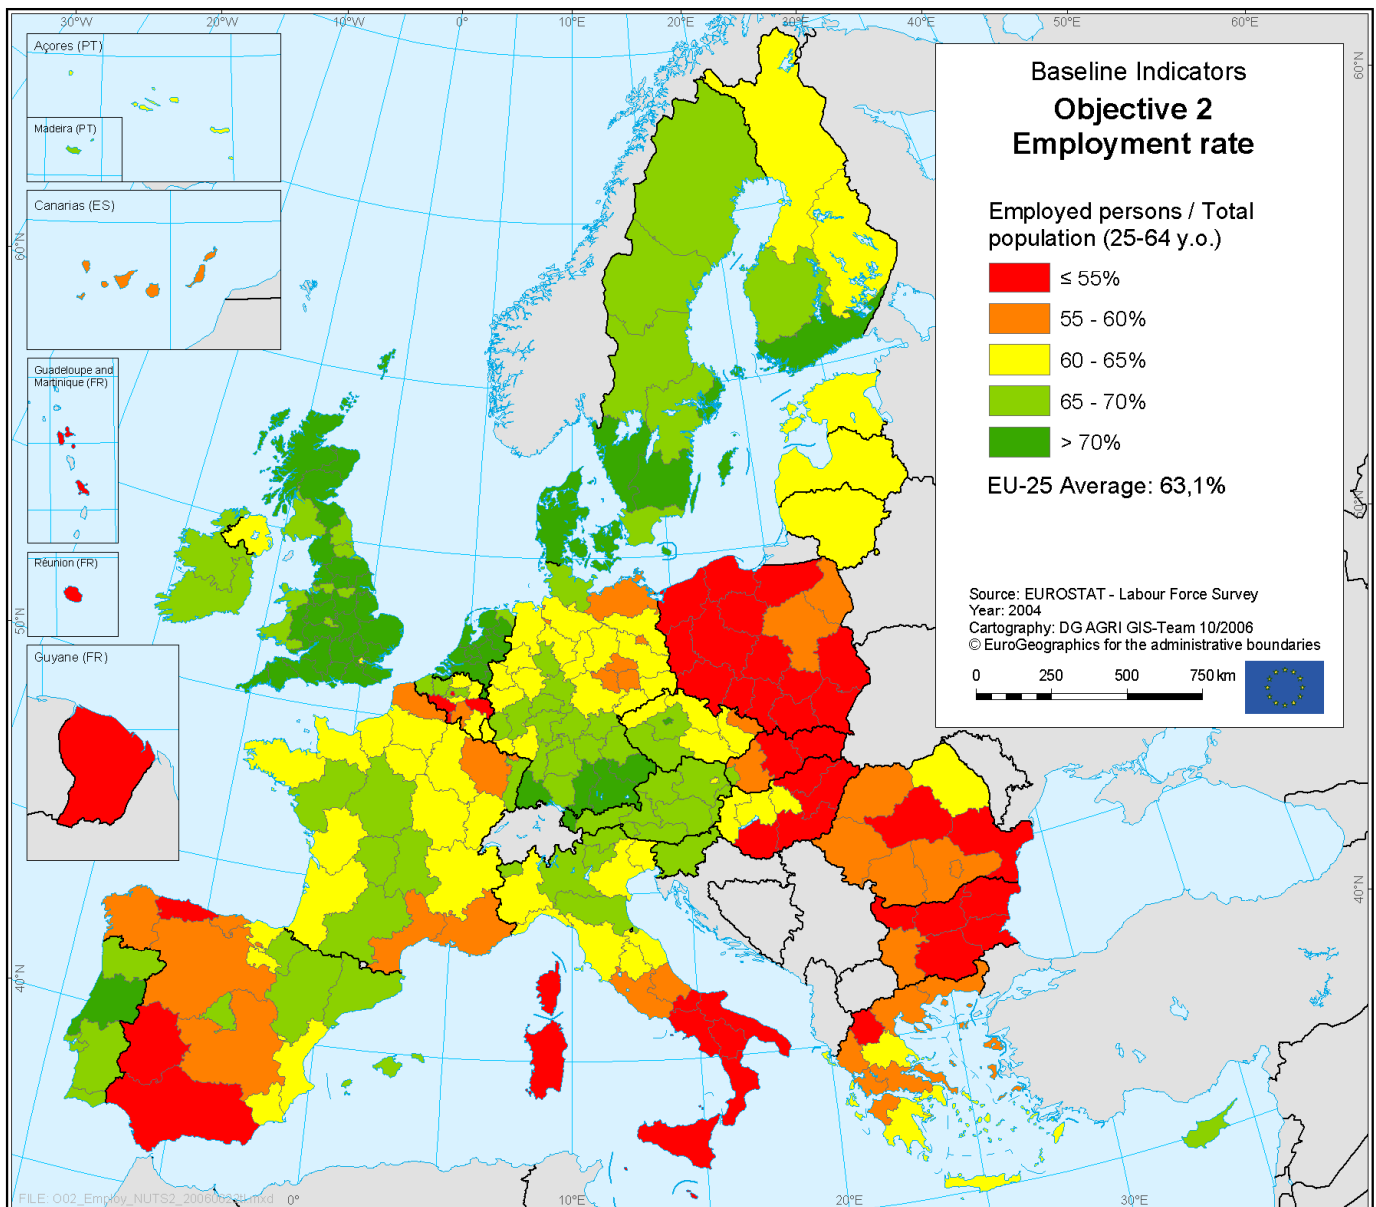 30°W 20°W 10°W 0° 10°E 20°E 30°E 40°E 50°E 60°E
Açores (PT)
Madeira (PT)
Canarias (ES)
Guadeloupe and
Martinique (FR)
Réunion (FR)
Guyane (FR)
60°N
50°N
40°N
Baseline Indicators
Objective 2
Employment rate
Employed persons / Total
population (25-64 y.o.)
≤ 55%
55 - 60%
60 - 65%
65 - 70%
> 70%
EU-25 Average: 63,1%
Source: EUROSTAT - Labour Force Survey
Year: 2004
Cartography: DG AGRI GIS-Team 10/2006
© EuroGeographics for the administrative boundaries
0 250 500 750 km
60°N
50°N
40°N
0° 10°E 20°E 30°E